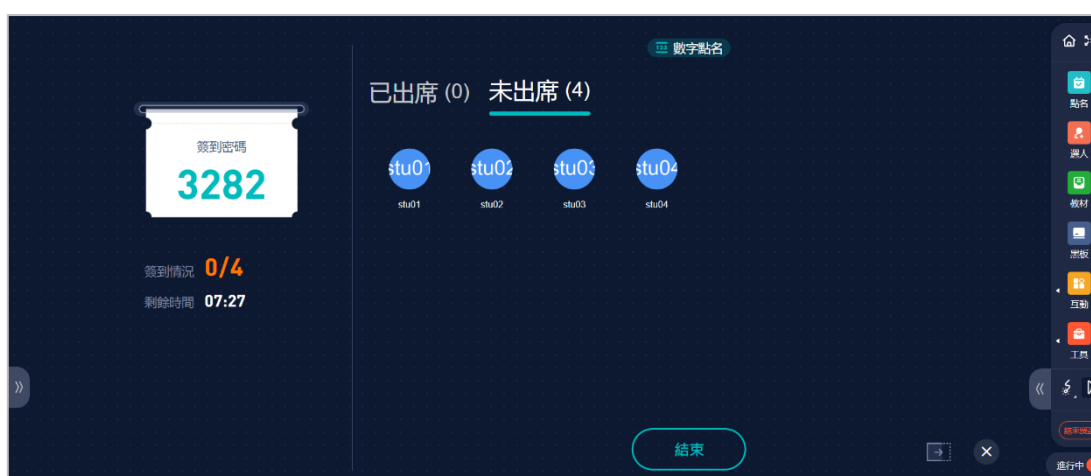 123 數字點名
已出席 (0) 未出席 (4)
簽到密碼
3282
簽到情況 0/4
剩餘時間 07:27
stu01 stu02 stu03 stu04
stu01 stu02 stu03 stu04
結束
點名
選人
教材
黑板
互動
工具
進行中